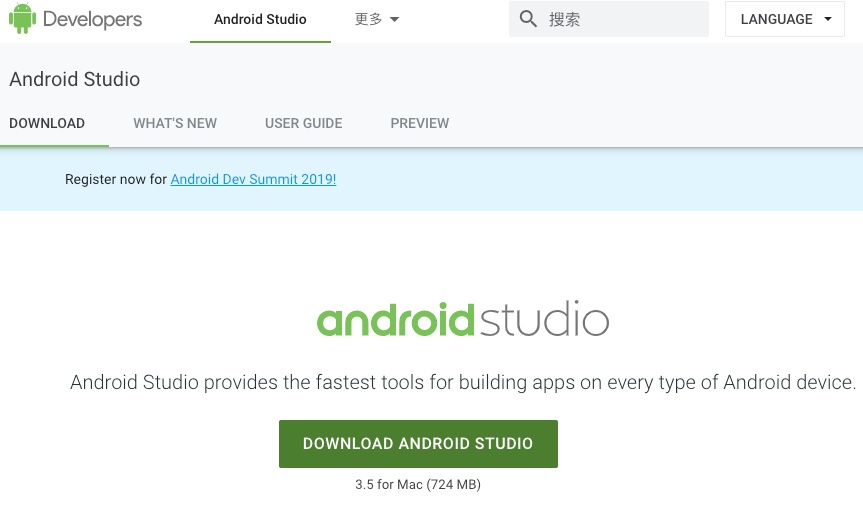 Developers Android Studio 更多 搜索 LANGUAGE
Android Studio
DOWNLOAD WHAT'S NEW USER GUIDE PREVIEW
Register now for Android Dev Summit 2019!
androidstudio
Android Studio provides the fastest tools for building apps on every type of Android device.
DOWNLOAD ANDROID STUDIO
3.5 for Mac (724 MB)